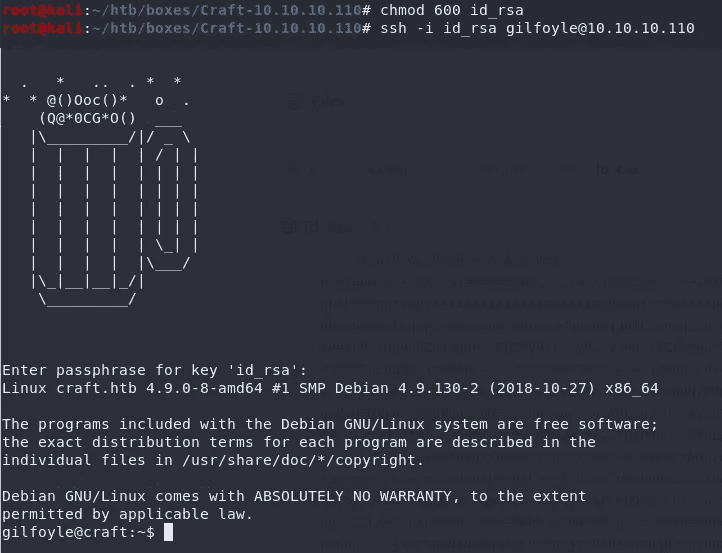 root@kali:~/htb/boxes/Craft-10.10.10.110# chmod 600 id_rsa
root@kali:~/htb/boxes/Craft-10.10.10.110# ssh -i id_rsa gilfoyle@10.10.10.110
  .   *   ..  . *  *
*  * @()Ooc()*   o  .
    (Q@*0CG*O()  ___
   |\_________/|/ _ \
   |  |  |  |  | / | |
   |  |  |  |  | | | |
   |  |  |  |  | | | |
   |  |  |  |  | | | |
   |  |  |  |  | | | |
   |  |  |  |  | \_| |
   |  |  |  |  |\___/
   |\_|__|__|_/|
    \_________/
Files
Enter passphrase for key 'id_rsa':
Linux craft.htb 4.9.0-8-amd64 #1 SMP Debian 4.9.130-2 (2018-10-27) x86_64
The programs included with the Debian GNU/Linux system are free software;
the exact distribution terms for each program are described in the
individual files in /usr/share/doc/*/copyright.
Debian GNU/Linux comes with ABSOLUTELY NO WARRANTY, to the extent
permitted by applicable law.
gilfoyle@craft:~$